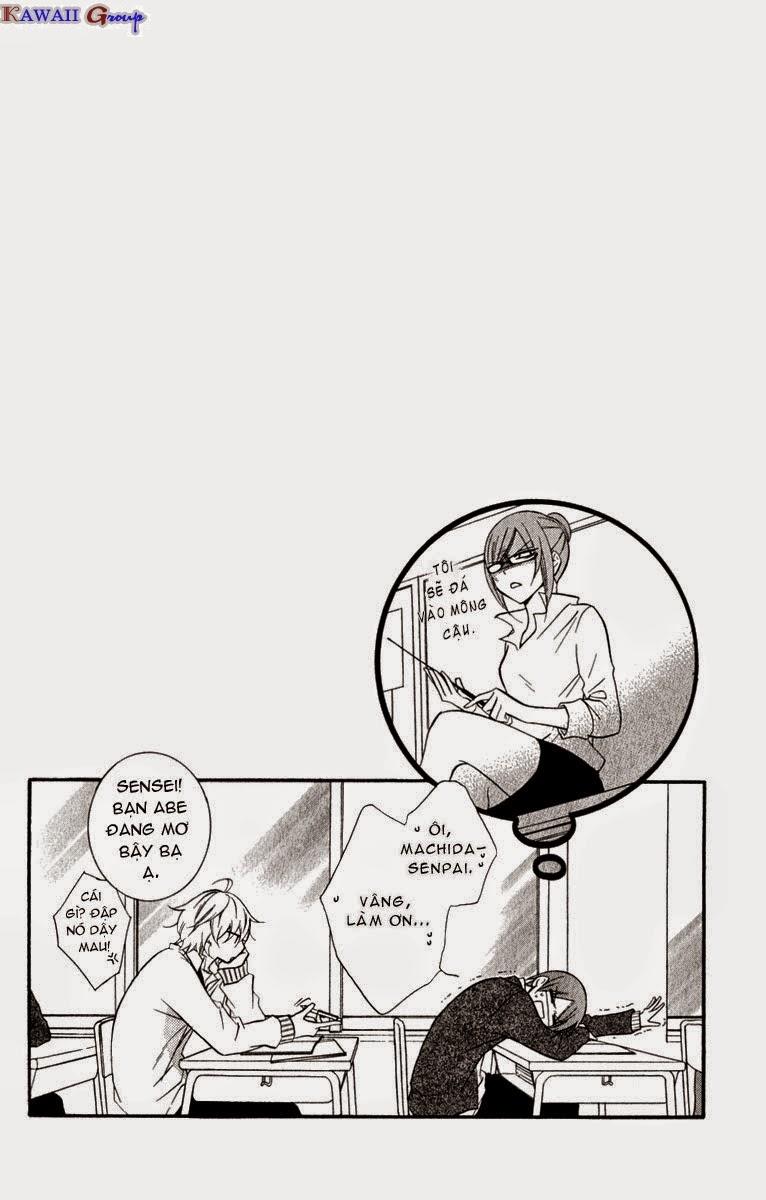 KAWAII Group
TÔI
SẼ ĐÁ
VÀO MÔNG
CẬU.
SENSEI!
BẠN ABE
ĐANG MƠ
BẬY BẠ
Ạ.
CÁI
GÌ? ĐẬP
NÓ DẬY
MAU!
ÔI,
MACHIDA-
SENPAI.
VÂNG,
LÀM ƠN...